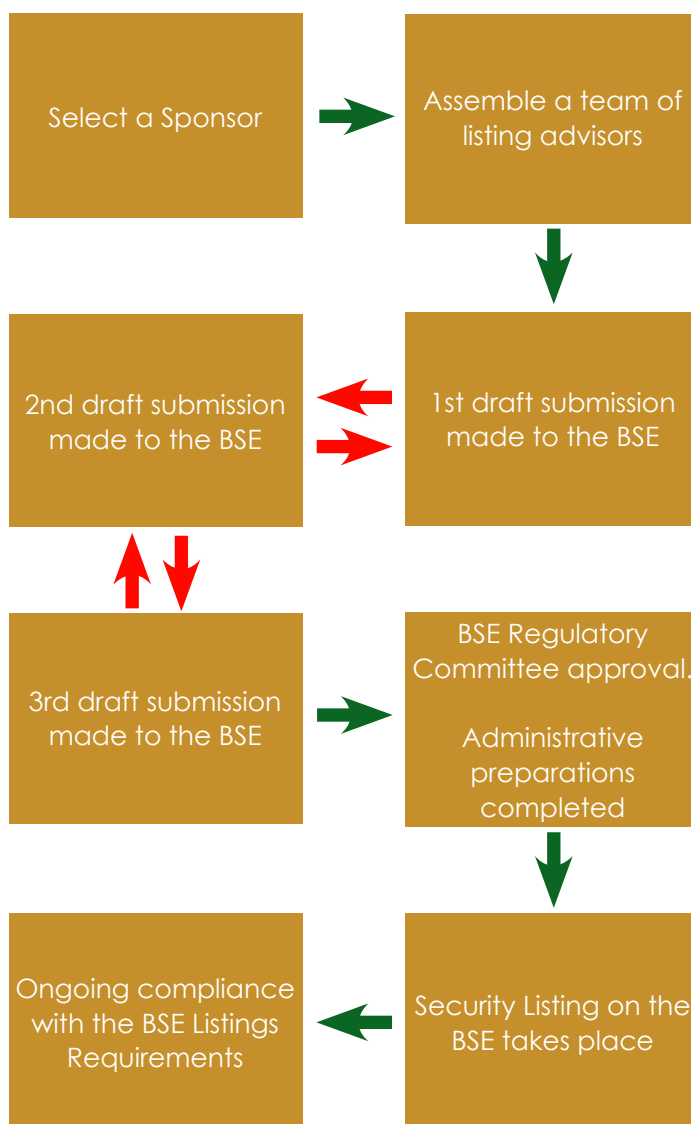 Select a Sponsor
Assemble a team of
listing advisors
1st draft submission
made to the BSE
2nd draft submission
made to the BSE
3rd draft submission
made to the BSE
BSE Regulatory
Committee approval.
Administrative
preparations
completed
Security Listing on the
BSE takes place
Ongoing compliance
with the BSE Listings
Requirements